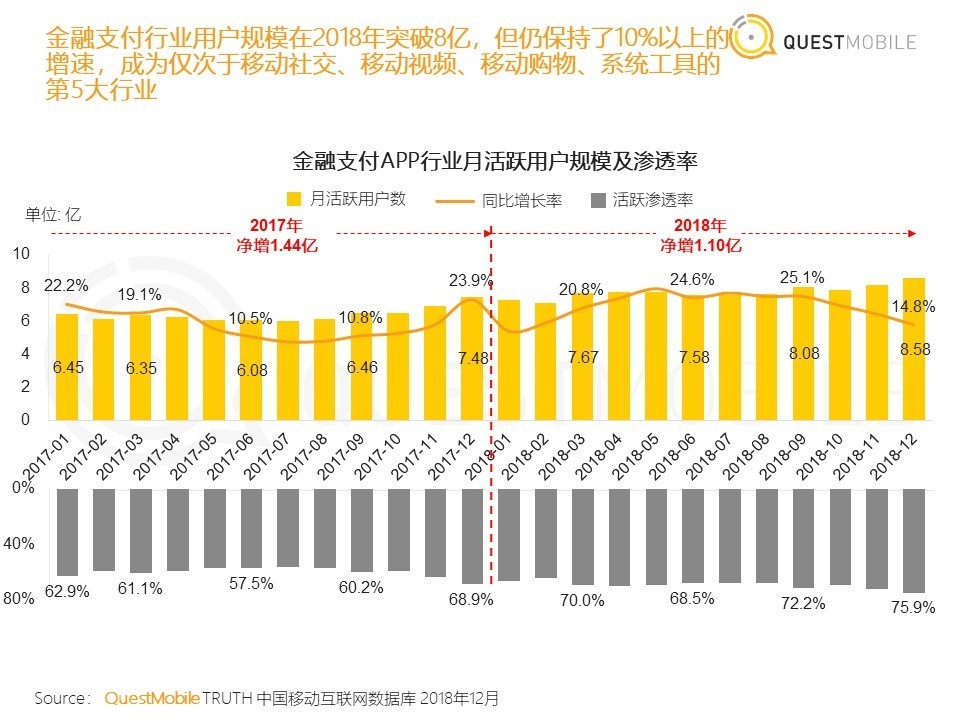 金融支付行业用户规模在2018年突破8亿，但仍保持了10%以上的
增速，成为仅次于移动社交、移动视频、移动购物、系统工具的
第5大行业
QUESTMOBILE
金融支付APP行业月活跃用户规模及渗透率
月活跃用户数 同比增长率 活跃渗透率
单位: 亿
2017年
净增1.44亿
2018年
净增1.10亿
10
8
6
4
2
0
22.2% 19.1% 10.5% 10.8% 23.9% 20.8% 24.6% 25.1% 14.8%
6.45 6.35 6.08 6.46 7.48 7.67 7.58 8.08 8.58
2017-01 2017-02 2017-03 2017-04 2017-05 2017-06 2017-07 2017-08 2017-09 2017-10 2017-11 2017-12 2018-01 2018-02 2018-03 2018-04 2018-05 2018-06 2018-07 2018-08 2018-09 2018-10 2018-11 2018-12
0%
40%
80%
62.9% 61.1% 57.5% 60.2% 68.9% 70.0% 68.5% 72.2% 75.9%
Source： QuestMobile TRUTH 中国移动互联网数据库 2018年12月
QUESTMOBILE